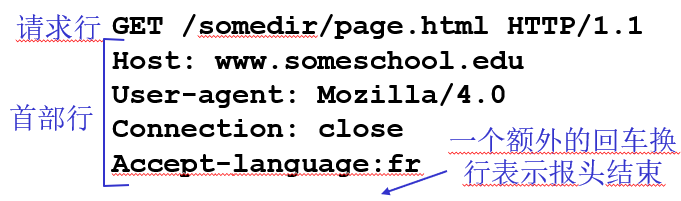 请求行
GET /somedir/page.html HTTP/1.1
Host: www.someschool.edu
User-agent: Mozilla/4.0
首部行
Connection: close
Accept-language:fr
一个额外的回车换
行表示报头结束